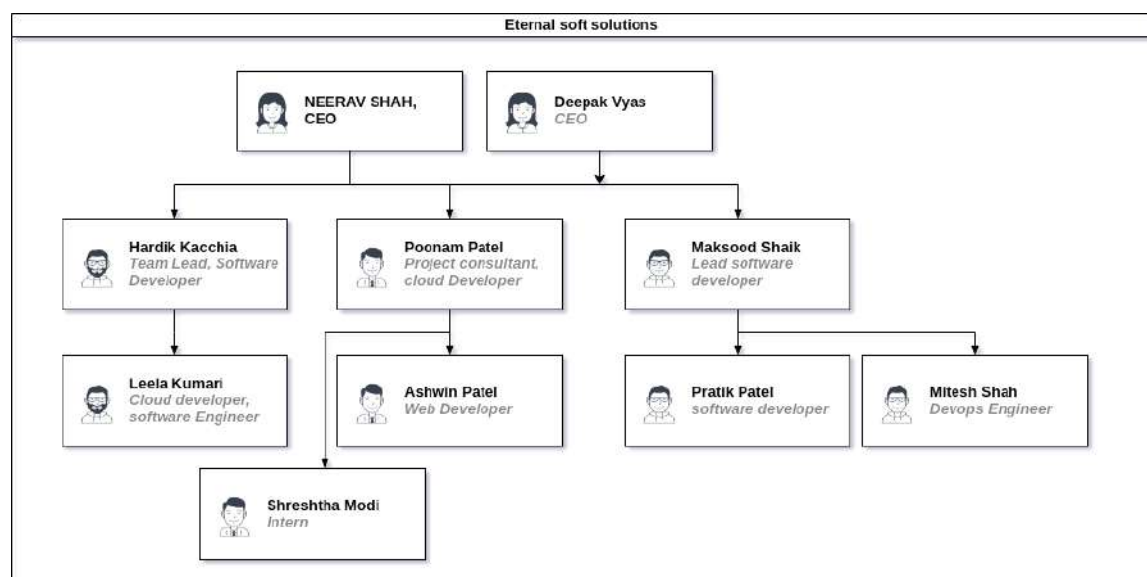 Eternal soft solutions
NEERAV SHAH,
CEO
Deepak Vyas
CEO
Hardik Kacchia
Team Lead, Software
Developer
Poonam Patel
Project consultant,
cloud Developer
Maksood Shaik
Lead software
developer
Leela Kumari
Cloud developer,
software Engineer
Ashwin Patel
Web Developer
Pratik Patel
software developer
Mitesh Shah
Devops Engineer
Shreshtha Modi
Intern